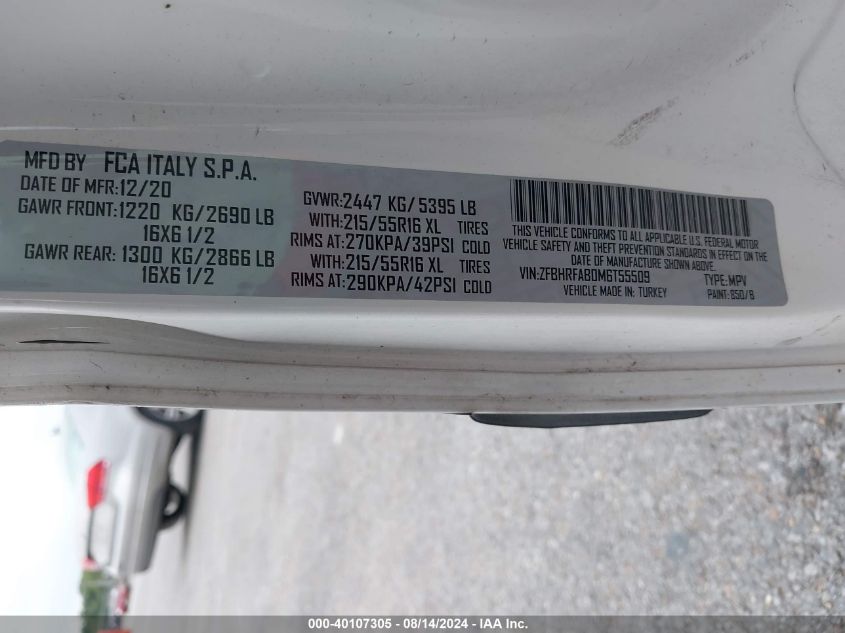 MFD BY FCA ITALY S.P.A.
DATE OF MFR:12/20
GAWR FRONT:1220 KG/2690 LB
16X6 1/2
GAWR REAR: 1300 KG/2866 LB
16X6 1/2
GVWR:2447 KG/5395 LB
WITH:215/55R16 XL TIRES
RIMS AT:270KPA/39PSI COLD
WITH:215/55R16 XL TIRES
RIMS AT:290KPA/42PSI COLD
THIS VEHICLE CONFORMS TO ALL APPLICABLE U.S. FEDERAL MOTOR
VEHICLE SAFETY AND THEFT PREVENTION STANDARDS IN EFFECT ON THE
DATE OF MANUFACTURE SHOWN ABOVE.
VIN:ZFBHRFAB0M6T55509 TYPE:MPV
VEHICLE MADE IN: TURKEY PAINT: 850/B
000-40107305 - 08/14/2024 - IAA Inc.